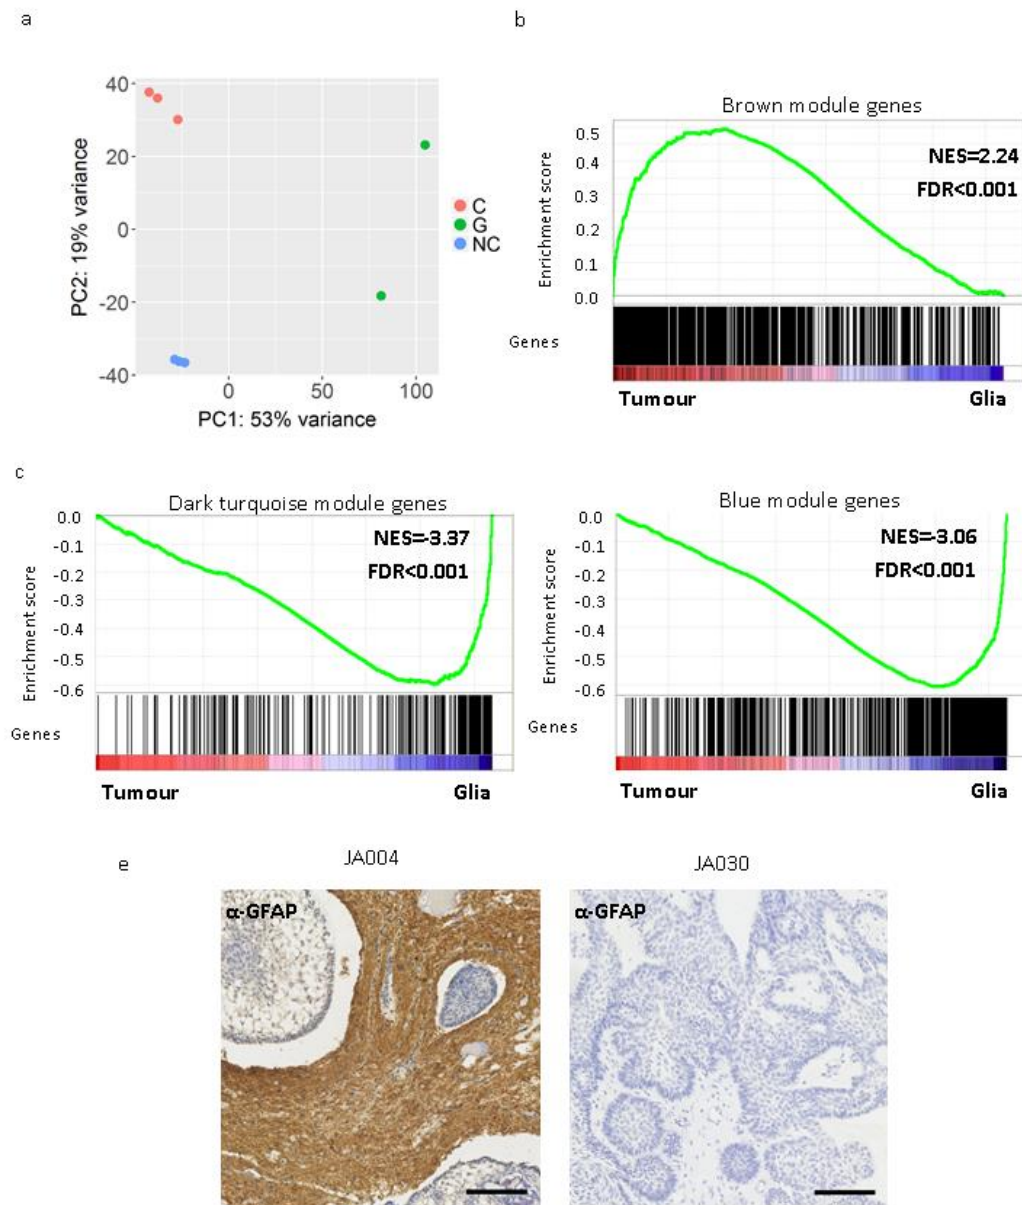 a
b
40
20
0
-20
-40
PC2: 19% variance
0
50
100
PC1: 53% variance
C
G
NC
Brown module genes
0.5
0.4
0.3
0.2
0.1
0.0
Enrichment score
NES=2.24
FDR<0.001
Genes
Tumour Glia
c
Dark turquoise module genes
0.0
-0.1
-0.2
-0.3
-0.4
-0.5
-0.6
Enrichment score
NES=-3.37
FDR<0.001
Genes
Tumour Glia
Blue module genes
0.0
-0.1
-0.2
-0.3
-0.4
-0.5
-0.6
Enrichment score
NES=-3.06
FDR<0.001
Genes
Tumour Glia
e
JA004
JA030
α-GFAP
α-GFAP